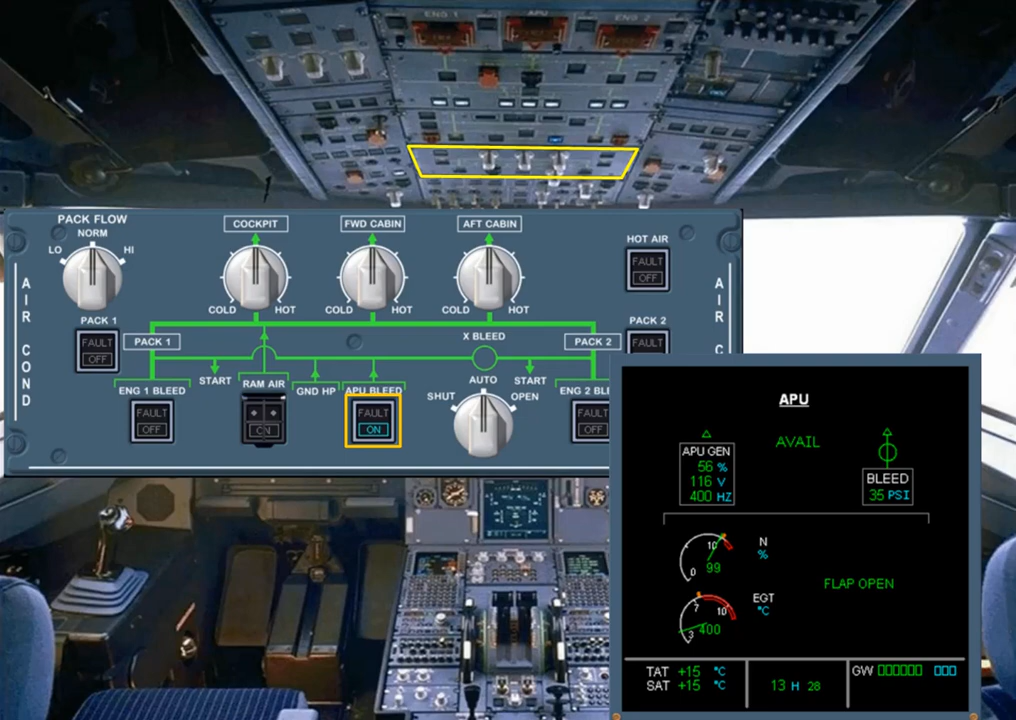 ENG 1
APU
ENG 2
PACK FLOW
NORM
LO
HI
COCKPIT
FWD CABIN
AFT CABIN
HOT AIR
FAULT
OFF
COLD
HOT
COLD
HOT
COLD
HOT
AIR COND
AIR C
PACK 1
FAULT
OFF
PACK 1
X BLEED
PACK 2
PACK 2
FAULT
START
RAM AIR
GND HP
APU BLEED
AUTO
START
ENG 1 BLEED
SHUT
OPEN
ENG 2 BLE
FAULT
OFF
ON
FAULT
ON
FAULT
OFF
APU
AVAIL
APU GEN
56 %
116 V
400 HZ
BLEED
35 PSI
10
0
99
N
%
FLAP OPEN
7
10
3
400
EGT
°C
TAT +15 °C
SAT +15 °C
13 H 28
GW